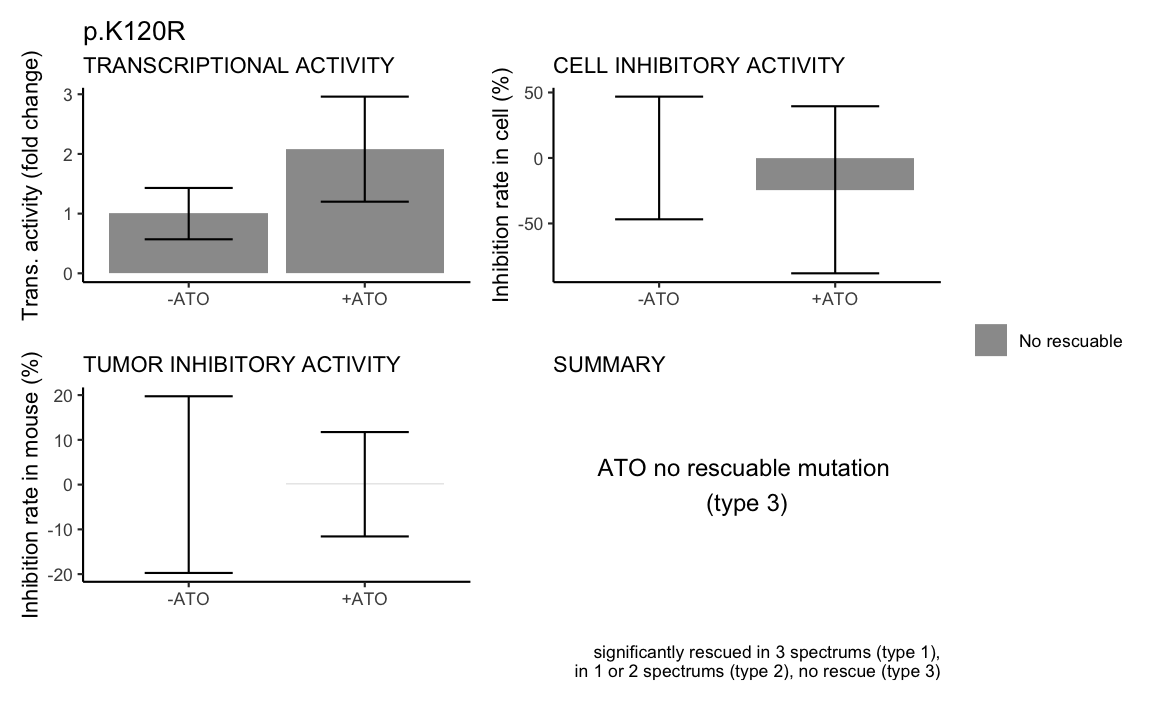 p.K120R
TRANSCRIPTIONAL ACTIVITY
Trans. activity (fold change)
3
2
1
0
-ATO
+ATO
CELL INHIBITORY ACTIVITY
Inhibition rate in cell (%)
50
0
-50
-ATO
+ATO
No rescuable
TUMOR INHIBITORY ACTIVITY
Inhibition rate in mouse (%)
20
10
0
-10
-20
-ATO
+ATO
SUMMARY
ATO no rescuable mutation
(type 3)
significantly rescued in 3 spectrums (type 1),
in 1 or 2 spectrums (type 2), no rescue (type 3)